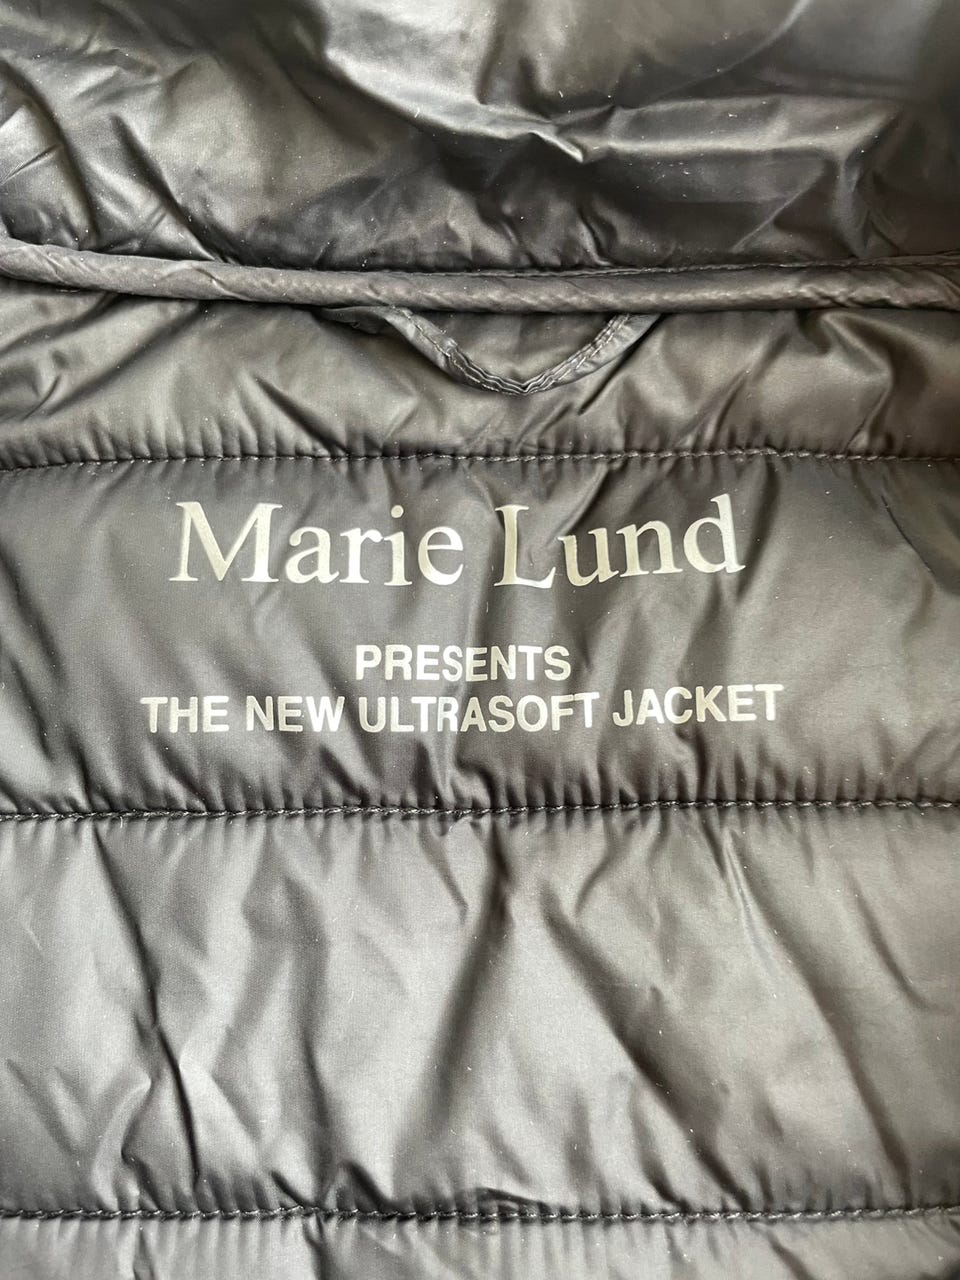 Marie Lund
PRESENTS
THE NEW ULTRASOFT JACKET